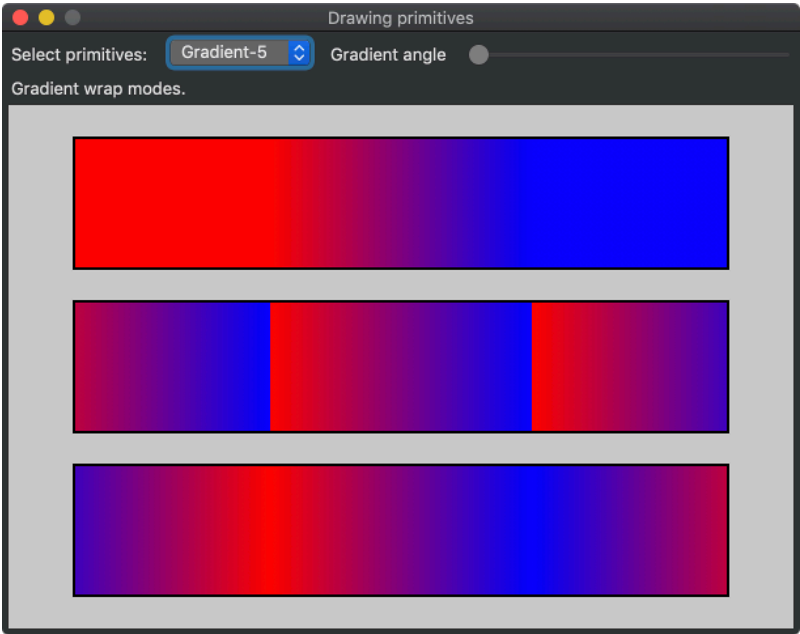 Drawing primitives
Select primitives: Gradient-5 Gradient angle
Gradient wrap modes.